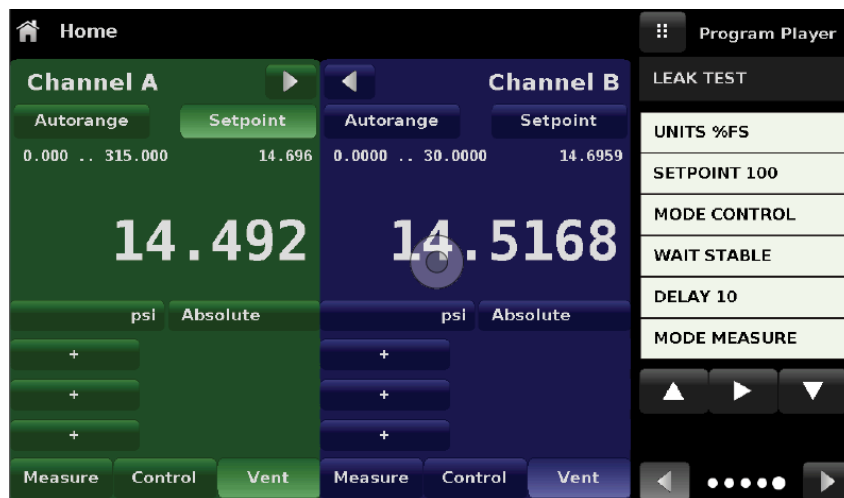 Home
Program Player
Channel A
Channel B
LEAK TEST
Autorange Setpoint
Autorange Setpoint
0.000 .. 315.000 14.696
0.0000 .. 30.0000 14.6959
14.492
14.5168
psi Absolute
psi Absolute
+
+
+
+
+
+
Measure Control Vent
Measure Control Vent
UNITS %FS
SETPOINT 100
MODE CONTROL
WAIT STABLE
DELAY 10
MODE MEASURE